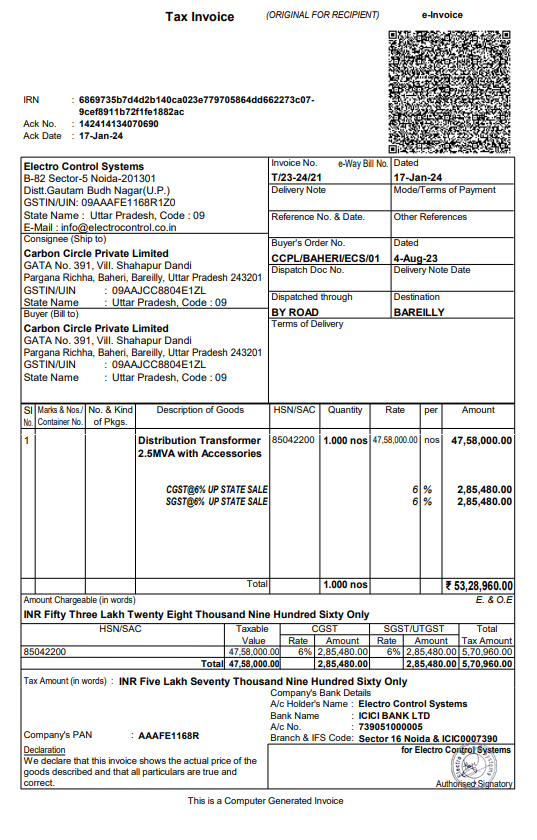 Tax Invoice (ORIGINAL FOR RECIPIENT) e-Invoice
IRN : 6869735b7d4d2b140ca023e779705864dd662273c07-
9cef8911b72f1fe1882ac
Ack No. : 142414134070690
Ack Date : 17-Jan-24
Electro Control Systems
B-82 Sector-5 Noida-201301
Distt.Gautam Budh Nagar(U.P.)
GSTIN/UIN: 09AAAFE1168R1Z0
State Name : Uttar Pradesh, Code : 09
E-Mail : info@electrocontrol.co.in
Invoice No. e-Way Bill No. Dated
T/23-24/21 17-Jan-24
Delivery Note Mode/Terms of Payment
Reference No. & Date. Other References
Consignee (Ship to)
Carbon Circle Private Limited
GATA No. 391, Vill. Shahapur Dandi
Pargana Richha, Baheri, Bareilly, Uttar Pradesh 243201
GSTIN/UIN : 09AAJCC8804E1ZL
State Name : Uttar Pradesh, Code : 09
Buyer's Order No. Dated
CCPL/BAHERI/ECS/01 4-Aug-23
Dispatch Doc No. Delivery Note Date
Dispatched through Destination
BY ROAD BAREILLY
Buyer (Bill to)
Carbon Circle Private Limited
GATA No. 391, Vill. Shahapur Dandi
Pargana Richha, Baheri, Bareilly, Uttar Pradesh 243201
GSTIN/UIN : 09AAJCC8804E1ZL
State Name : Uttar Pradesh, Code : 09
Terms of Delivery
Sl No. Marks & Nos./ Container No. No. & Kind of Pkgs. Description of Goods HSN/SAC Quantity Rate per Amount
1 Distribution Transformer 85042200 1.000 nos 47,58,000.00 nos 47,58,000.00
2.5MVA with Accessories
CGST@6% UP STATE SALE 6 % 2,85,480.00
SGST@6% UP STATE SALE 6 % 2,85,480.00
Total 1.000 nos ₹ 53,28,960.00
Amount Chargeable (in words) E. & O.E
INR Fifty Three Lakh Twenty Eight Thousand Nine Hundred Sixty Only
HSN/SAC Taxable CGST SGST/UTGST Total
Value Rate Amount Rate Amount Tax Amount
85042200 47,58,000.00 6% 2,85,480.00 6% 2,85,480.00 5,70,960.00
Total 47,58,000.00 2,85,480.00 2,85,480.00 5,70,960.00
Tax Amount (in words) : INR Five Lakh Seventy Thousand Nine Hundred Sixty Only
Company's Bank Details
A/c Holder's Name : Electro Control Systems
Bank Name : ICICI BANK LTD
A/c No. : 739051000005
Company's PAN : AAAFE1168R Branch & IFS Code: Sector 16 Noida & ICIC0007390
Declaration
We declare that this invoice shows the actual price of the
goods described and that all particulars are true and
correct.
for Electro Control Systems
Authorised Signatory
This is a Computer Generated Invoice